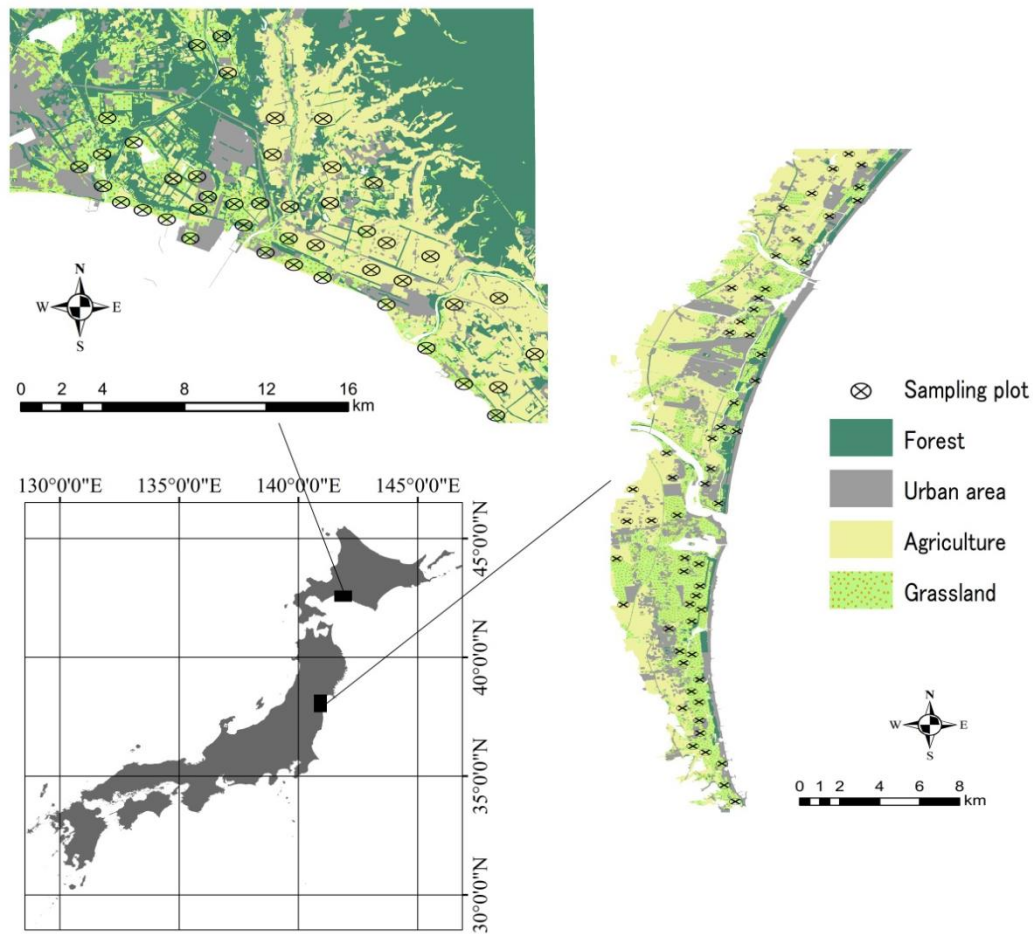 N
W E
S
0 2 4 8 12 16
km
130°0'0"E 135°0'0"E 140°0'0"E 145°0'0"E
45°0'0"N
40°0'0"N
35°0'0"N
30°0'0"N
Sampling plot
Forest
Urban area
Agriculture
Grassland
N
W E
S
0 1 2 4 6 8
km